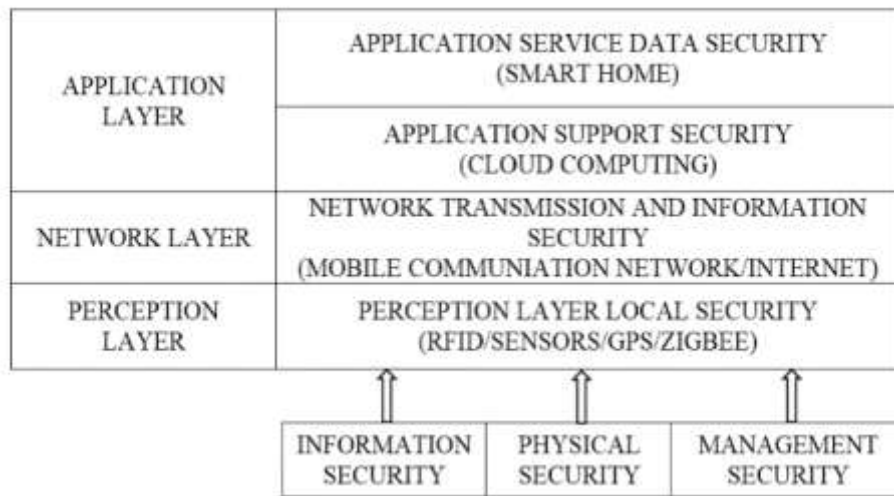 APPLICATION
LAYER
APPLICATION SERVICE DATA SECURITY
(SMART HOME)
APPLICATION SUPPORT SECURITY
(CLOUD COMPUTING)
NETWORK LAYER
NETWORK TRANSMISSION AND INFORMATION
SECURITY
(MOBILE COMMUNIATION NETWORK/INTERNET)
PERCEPTION
LAYER
PERCEPTION LAYER LOCAL SECURITY
(RFID/SENSORS/GPS/ZIGBEE)
INFORMATION
SECURITY
PHYSICAL
SECURITY
MANAGEMENT
SECURITY